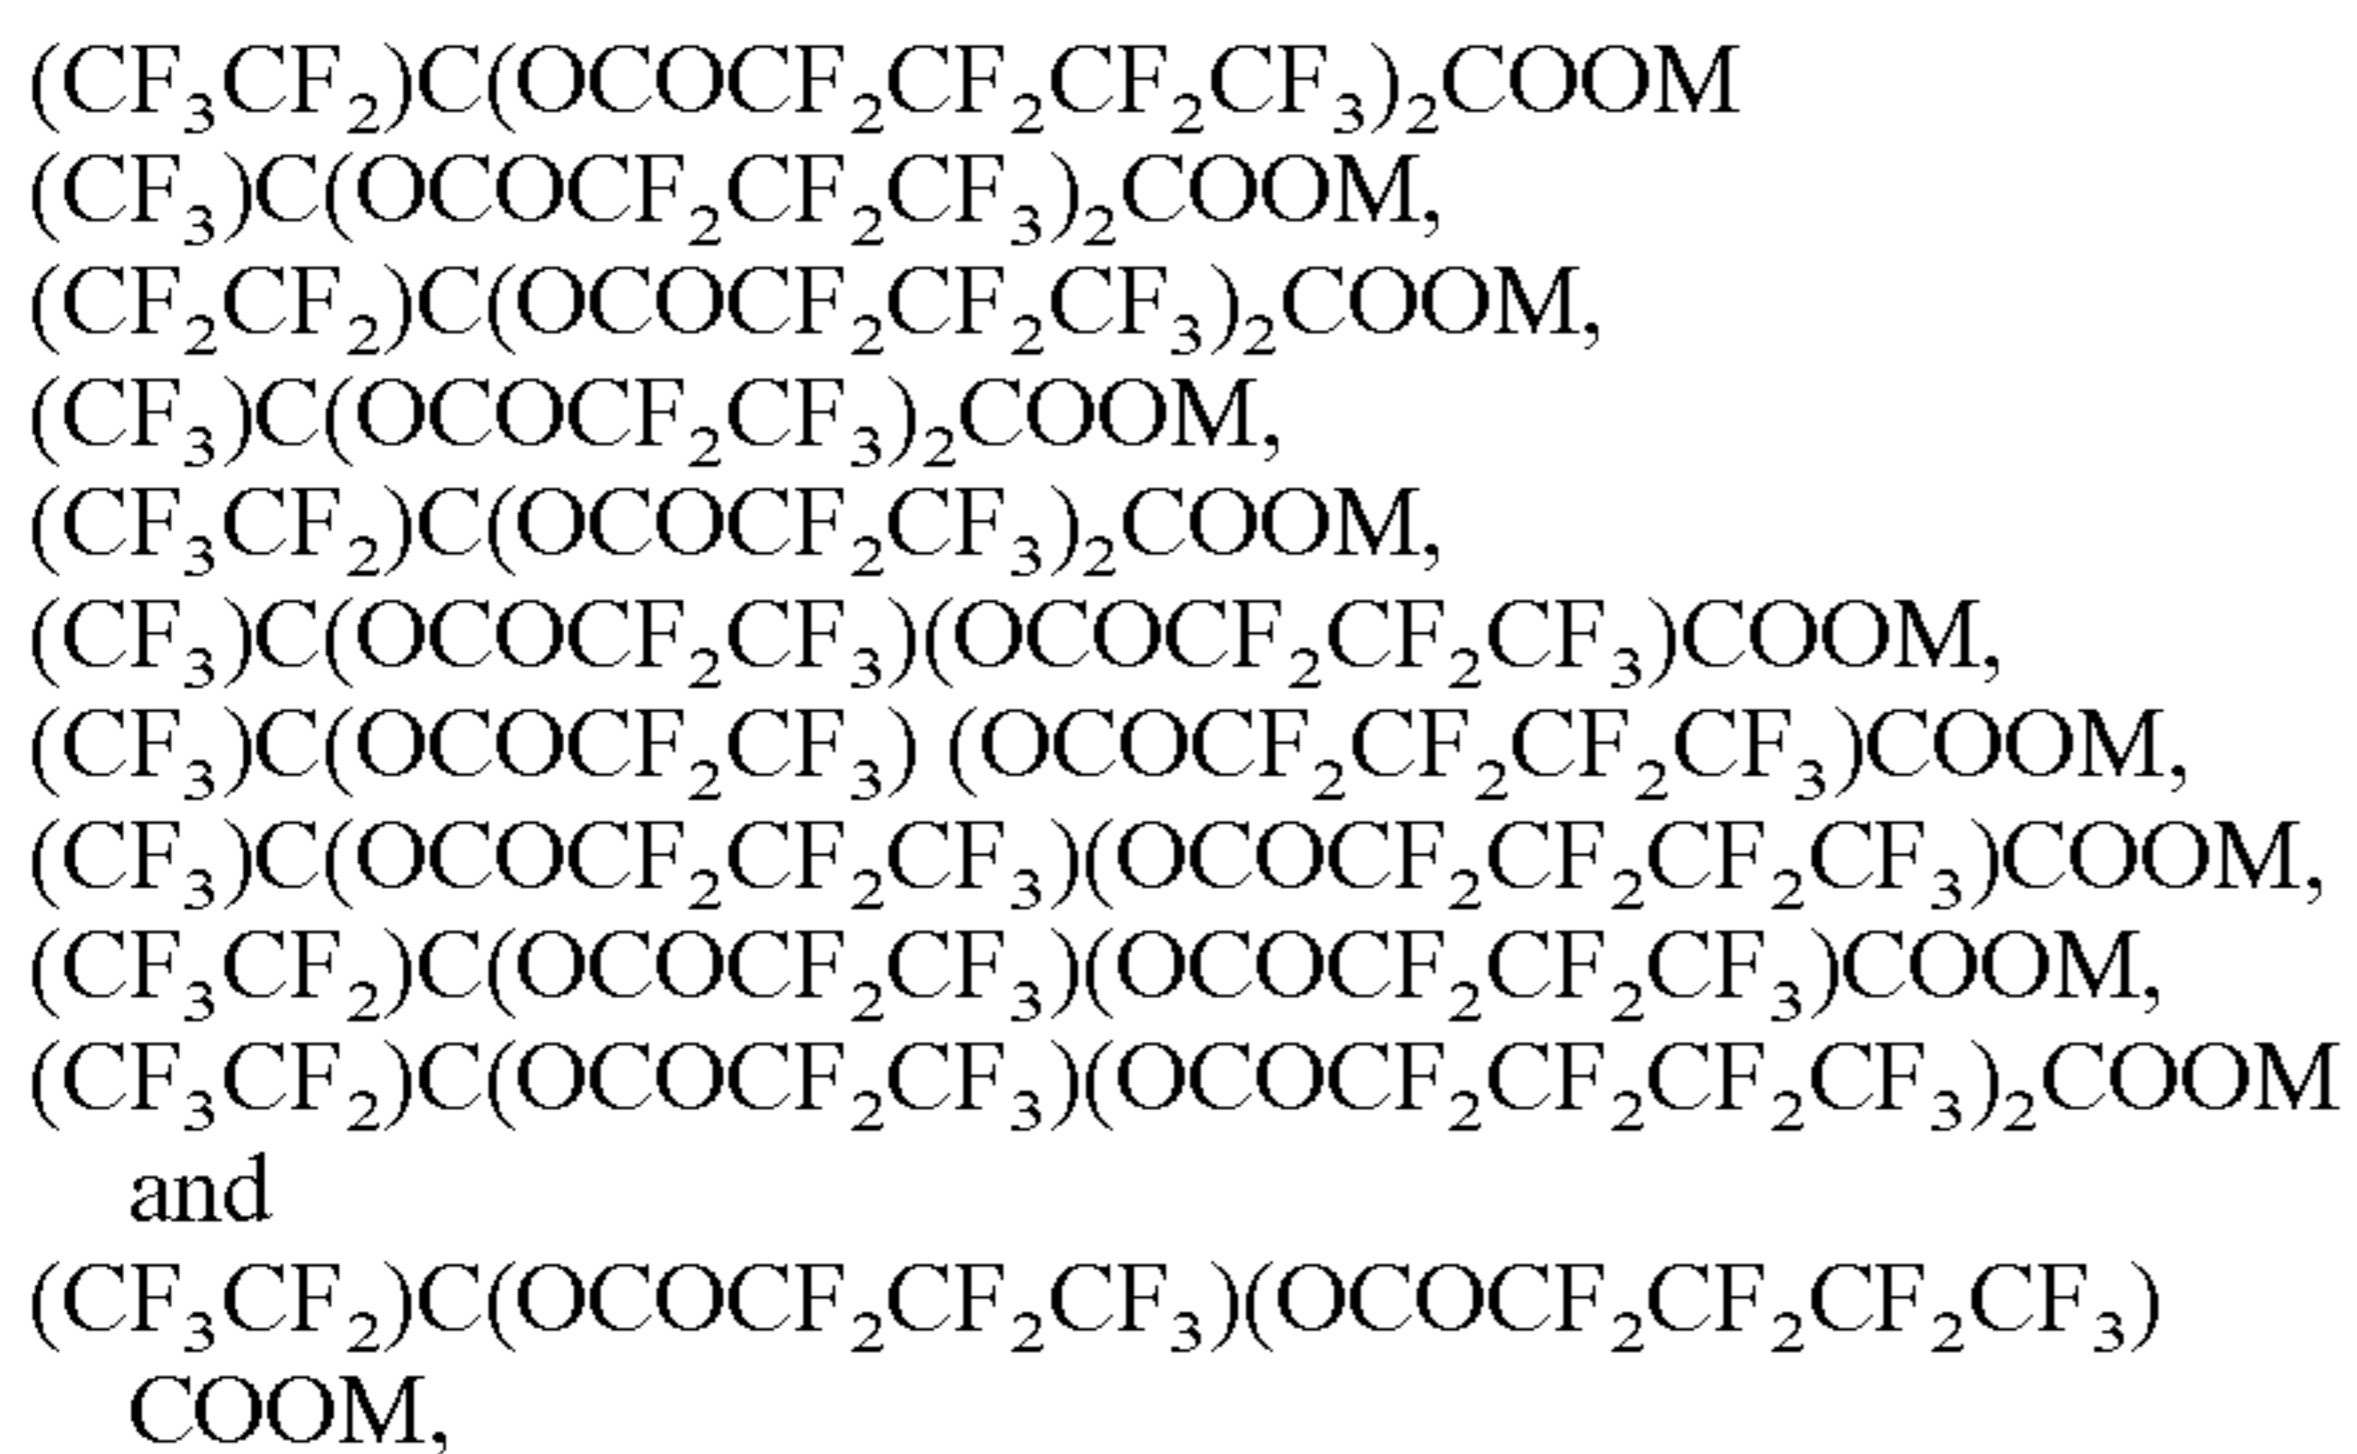 (CF₃CF₂)C(OCOCF₂CF₂CF₂CF₃)₂COOM
(CF₃)C(OCOCF₂CF₂CF₃)₂COOM,
(CF₂CF₂)C(OCOCF₂CF₂CF₃)₂COOM,
(CF₃)C(OCOCF₂CF₃)₂COOM,
(CF₃CF₂)C(OCOCF₂CF₃)₂COOM,
(CF₃)C(OCOCF₂CF₃)(OCOCF₂CF₂CF₃)COOM,
(CF₃)C(OCOCF₂CF₃) (OCOCF₂CF₂CF₂CF₃)COOM,
(CF₃)C(OCOCF₂CF₂CF₃)(OCOCF₂CF₂CF₂CF₃)COOM,
(CF₃CF₂)C(OCOCF₂CF₃)(OCOCF₂CF₂CF₃)COOM,
(CF₃CF₂)C(OCOCF₂CF₃)(OCOCF₂CF₂CF₂CF₃)₂COOM
and
(CF₃CF₂)C(OCOCF₂CF₂CF₃)(OCOCF₂CF₂CF₂CF₃)
COOM,